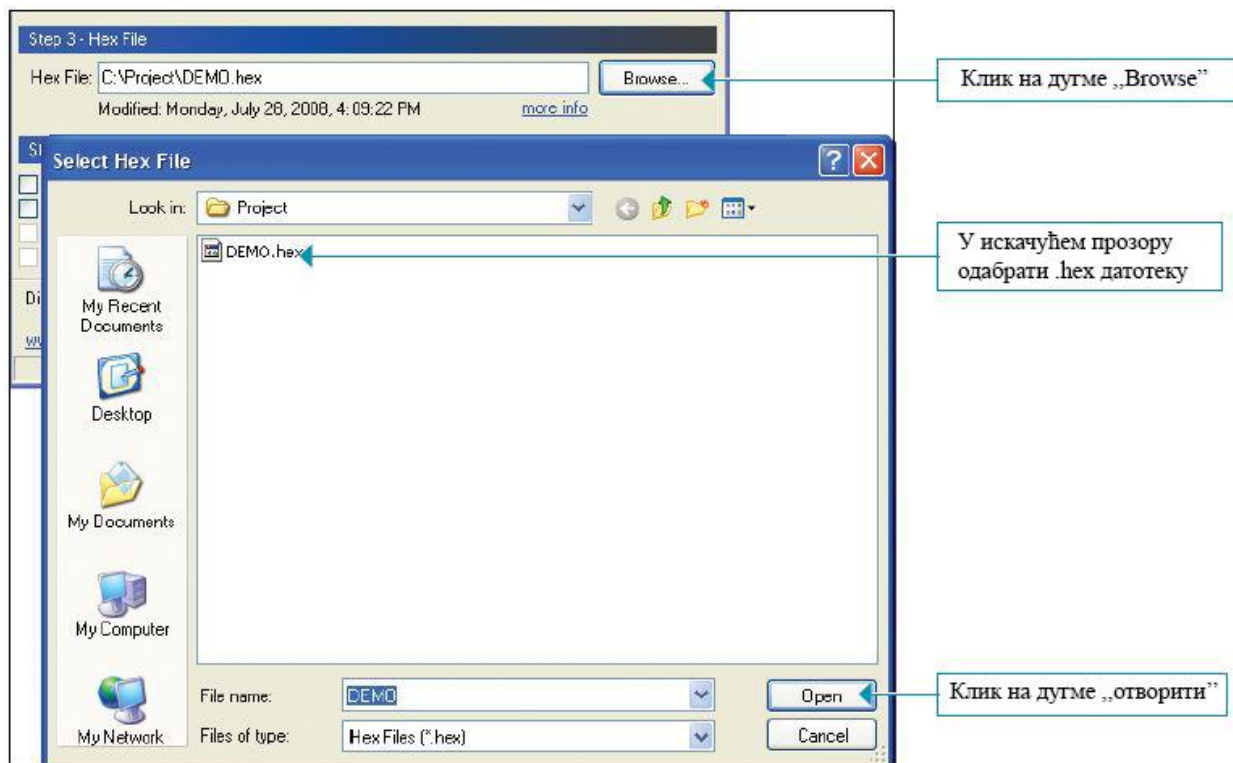 Step 3 - Hex File
Hex File: C:\Project\DEMO.hex Browse...
Modified: Monday, July 28, 2008, 4:09:22 PM more info
Клик на дугме „Browse”
Select Hex File
Look in: Project
DEMO.hex
У искачућем прозору
одабрати .hex датотеку
My Recent
Documents
Desktop
My Documents
My Computer
My Network
File name: DEMO Open
Клик на дугме „отворити”
Files of type: Hex Files (*.hex) Cancel